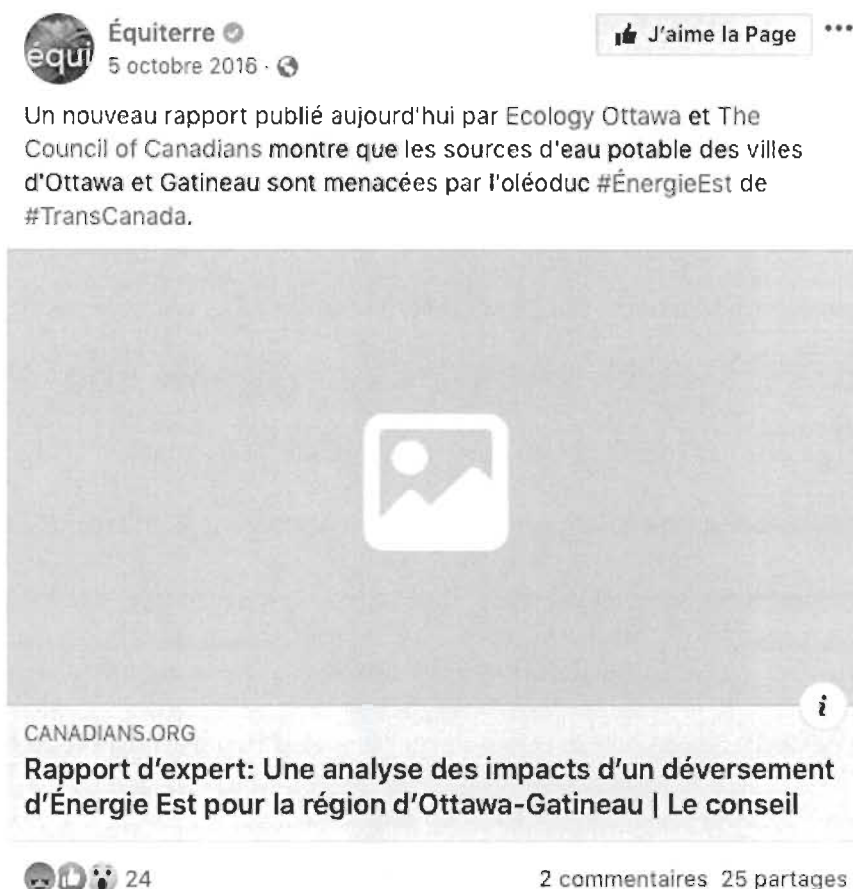 équi
Équiterre
J'aime la Page
5 octobre 2016
Un nouveau rapport publié aujourd'hui par Ecology Ottawa et The
Council of Canadians montre que les sources d'eau potable des villes
d'Ottawa et Gatineau sont menacées par l'oléoduc #ÉnergieEst de
#TransCanada.
i
CANADIANS.ORG
Rapport d'expert: Une analyse des impacts d'un déversement
d'Énergie Est pour la région d'Ottawa-Gatineau | Le conseil
24
2 commentaires 25 partages